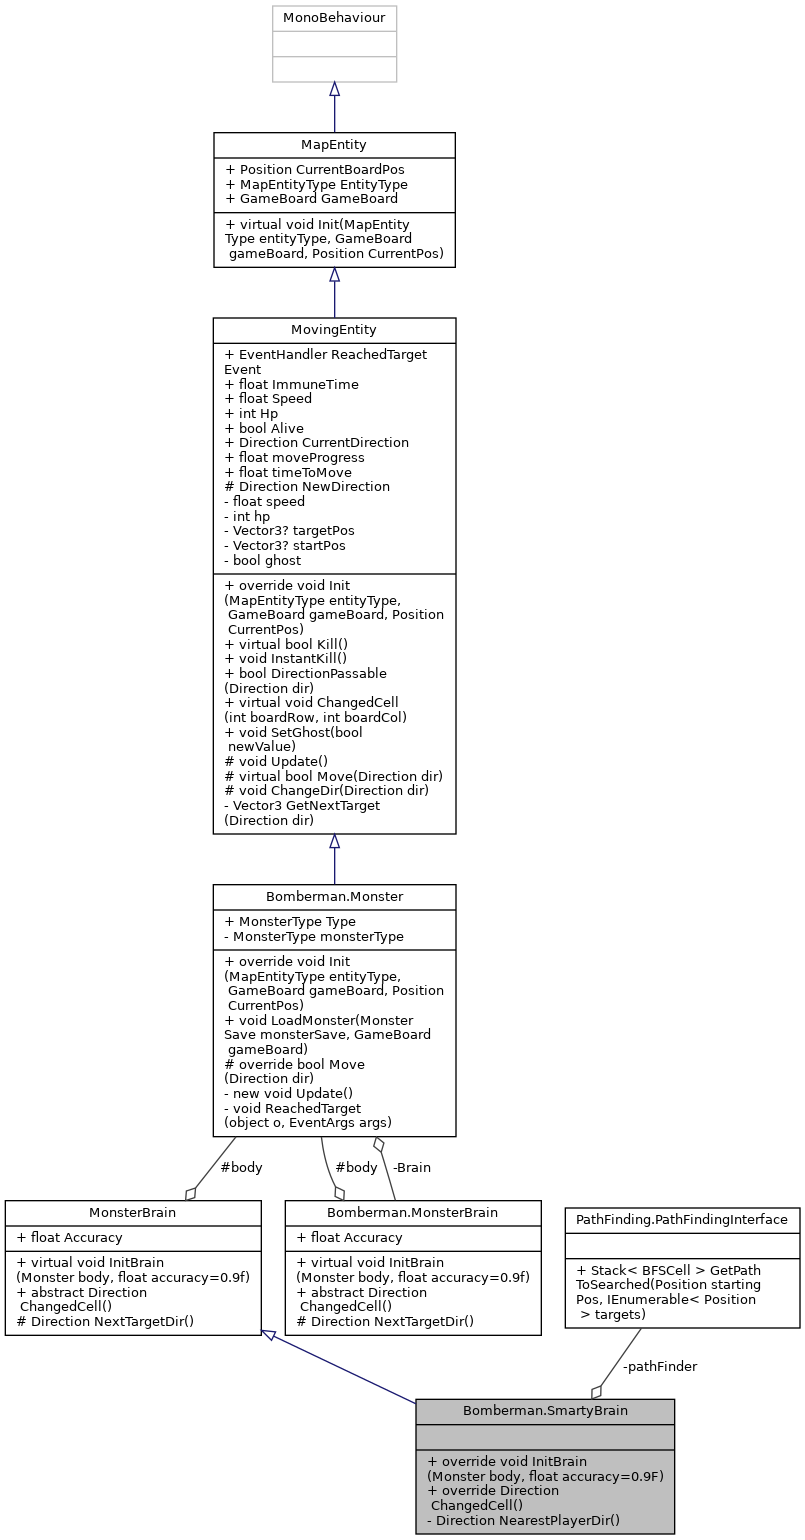 MonoBehaviour
MapEntity
+ Position CurrentBoardPos
+ MapEntityType EntityType
+ GameBoard GameBoard
+ virtual void Init(MapEntity
Type entityType, GameBoard
gameBoard, Position CurrentPos)
MovingEntity
+ EventHandler ReachedTarget
Event
+ float ImmuneTime
+ float Speed
+ int Hp
+ bool Alive
+ Direction CurrentDirection
+ float moveProgress
+ float timeToMove
# Direction NewDirection
- float speed
- int hp
- Vector3? targetPos
- Vector3? startPos
- bool ghost
+ override void Init
(MapEntityType entityType,
GameBoard gameBoard, Position
CurrentPos)
+ virtual bool Kill()
+ void InstantKill()
+ bool DirectionPassable
(Direction dir)
+ virtual void ChangedCell
(int boardRow, int boardCol)
+ void SetGhost(bool
newValue)
# void Update()
# virtual bool Move(Direction dir)
# void ChangeDir(Direction dir)
- Vector3 GetNextTarget
(Direction dir)
Bomberman.Monster
+ MonsterType Type
- MonsterType monsterType
+ override void Init
(MapEntityType entityType,
GameBoard gameBoard, Position
CurrentPos)
+ void LoadMonster(Monster
Save monsterSave, GameBoard
gameBoard)
# override bool Move
(Direction dir)
- new void Update()
- void ReachedTarget
(object o, EventArgs args)
#body
#body
-Brain
MonsterBrain
+ float Accuracy
+ virtual void InitBrain
(Monster body, float accuracy=0.9f)
+ abstract Direction
ChangedCell()
# Direction NextTargetDir()
Bomberman.MonsterBrain
+ float Accuracy
+ virtual void InitBrain
(Monster body, float accuracy=0.9f)
+ abstract Direction
ChangedCell()
# Direction NextTargetDir()
PathFinding.PathFindingInterface
+ Stack< BFSCell > GetPath
ToSearched(Position starting
Pos, IEnumerable< Position
> targets)
-pathFinder
Bomberman.SmartyBrain
+ override void InitBrain
(Monster body, float accuracy=0.9F)
+ override Direction
ChangedCell()
- Direction NearestPlayerDir()